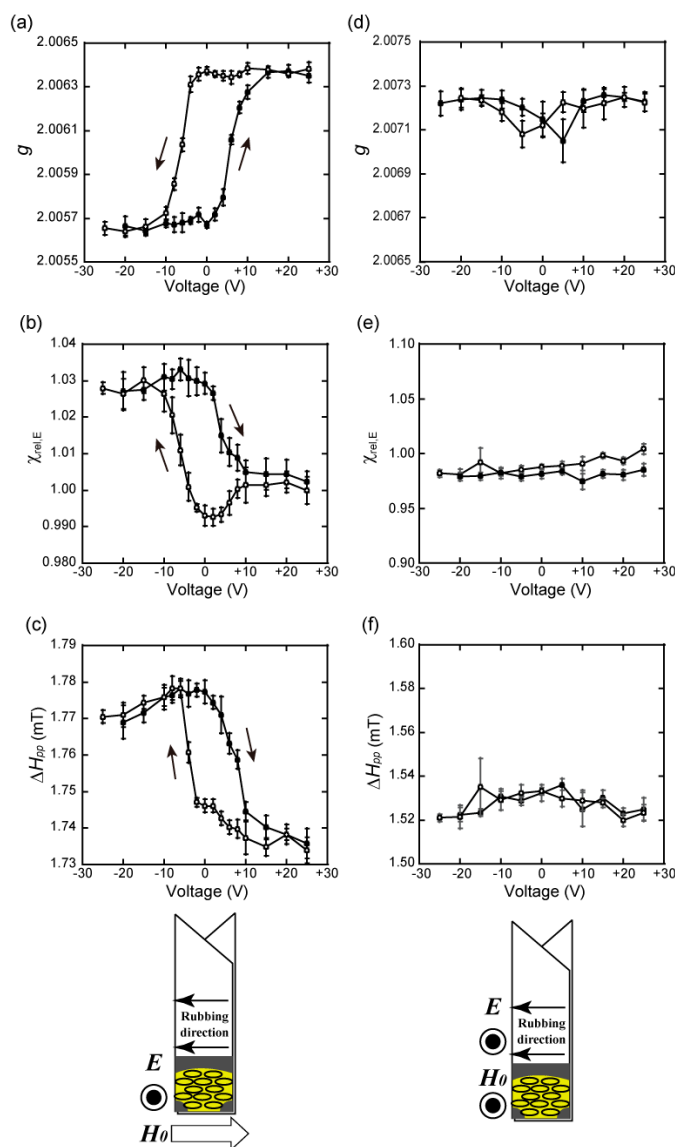 (a)
2.0065
2.0063
2.0061
g
2.0059
2.0057
2.0055
-30 -20 -10 0 +10 +20 +30
Voltage (V)
(d)
2.0075
2.0073
2.0071
g
2.0069
2.0067
2.0065
-30 -20 -10 0 +10 +20 +30
Voltage (V)
(b)
1.04
1.03
1.02
χrel,E
1.01
1.00
0.990
0.980
-30 -20 -10 0 +10 +20 +30
Voltage (V)
(e)
1.10
1.05
χrel,E
1.00
0.95
0.90
-30 -20 -10 0 +10 +20 +30
Voltage (V)
(c)
1.79
1.78
1.77
ΔHpp (mT)
1.76
1.75
1.74
1.73
-30 -20 -10 0 +10 +20 +30
Voltage (V)
(f)
1.60
1.58
1.56
ΔHpp (mT)
1.54
1.52
1.50
-30 -20 -10 0 +10 +20 +30
Voltage (V)
Rubbing
direction
E
H0
E
Rubbing
direction
H0